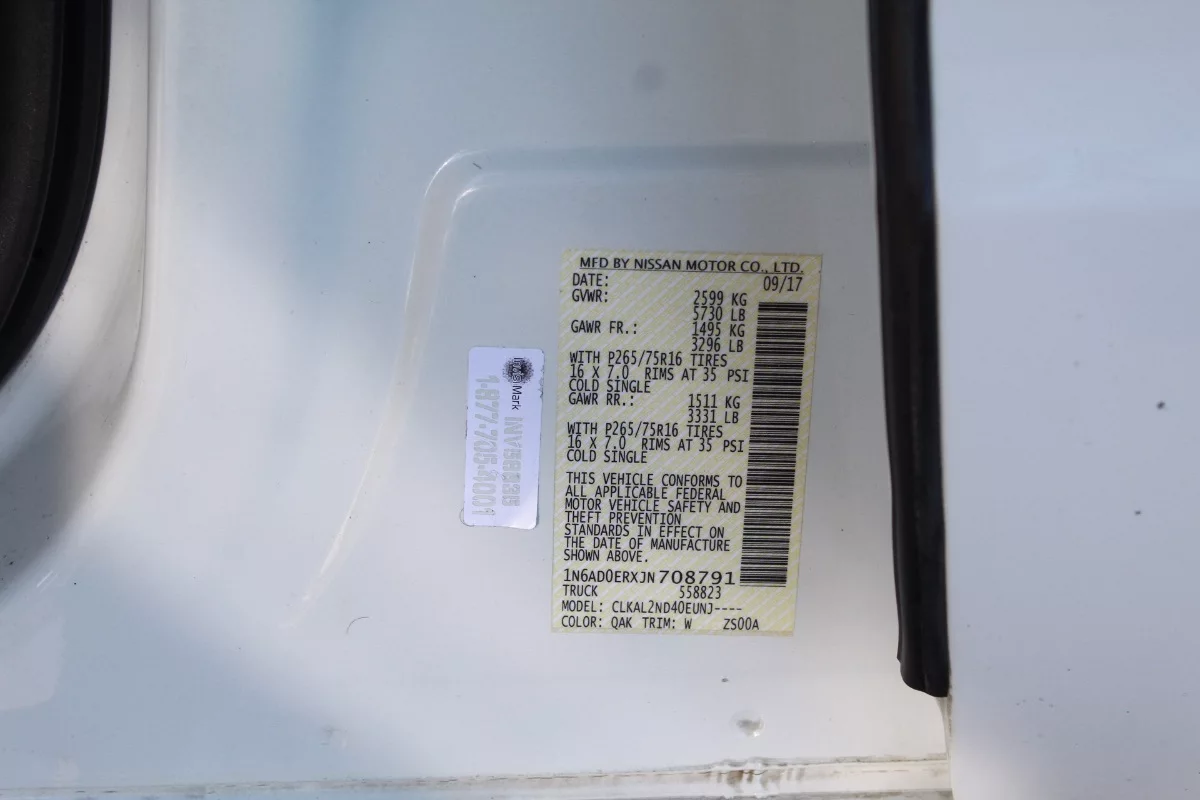 MFD BY NISSAN MOTOR CO., LTD.
DATE: 09/17
GVWR: 2599 KG
5730 LB
GAWR FR.: 1495 KG
3296 LB
WITH P265/75R16 TIRES
16 X 7.0 RIMS AT 35 PSI
COLD SINGLE
GAWR RR.: 1511 KG
3331 LB
WITH P265/75R16 TIRES
16 X 7.0 RIMS AT 35 PSI
COLD SINGLE
THIS VEHICLE CONFORMS TO
ALL APPLICABLE FEDERAL
MOTOR VEHICLE SAFETY AND
THEFT PREVENTION
STANDARDS IN EFFECT ON
THE DATE OF MANUFACTURE
SHOWN ABOVE.
1N6AD0ERXJN708791
TRUCK 558823
MODEL: CLKAL2ND40EUNJ----
COLOR: QAK TRIM: W ZS00A
Mark
1-877-705-1001